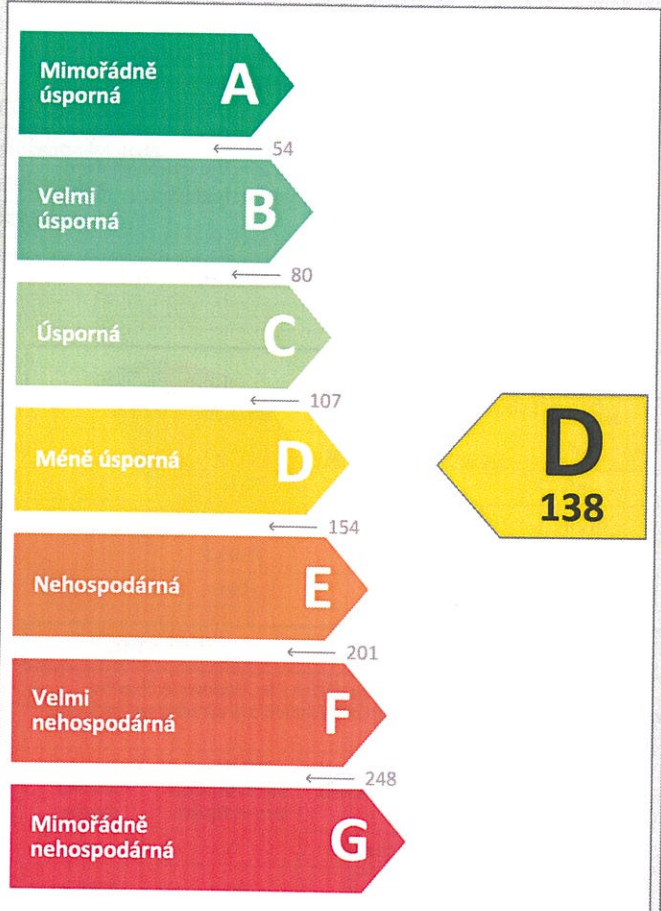 Mimořádně
úsporná
A
54
Velmi
úsporná
B
80
Úsporná
C
107
Méně úsporná
D
D
138
154
Nehospodárná
E
201
Velmi
nehospodárná
F
248
Mimořádně
nehospodárná
G